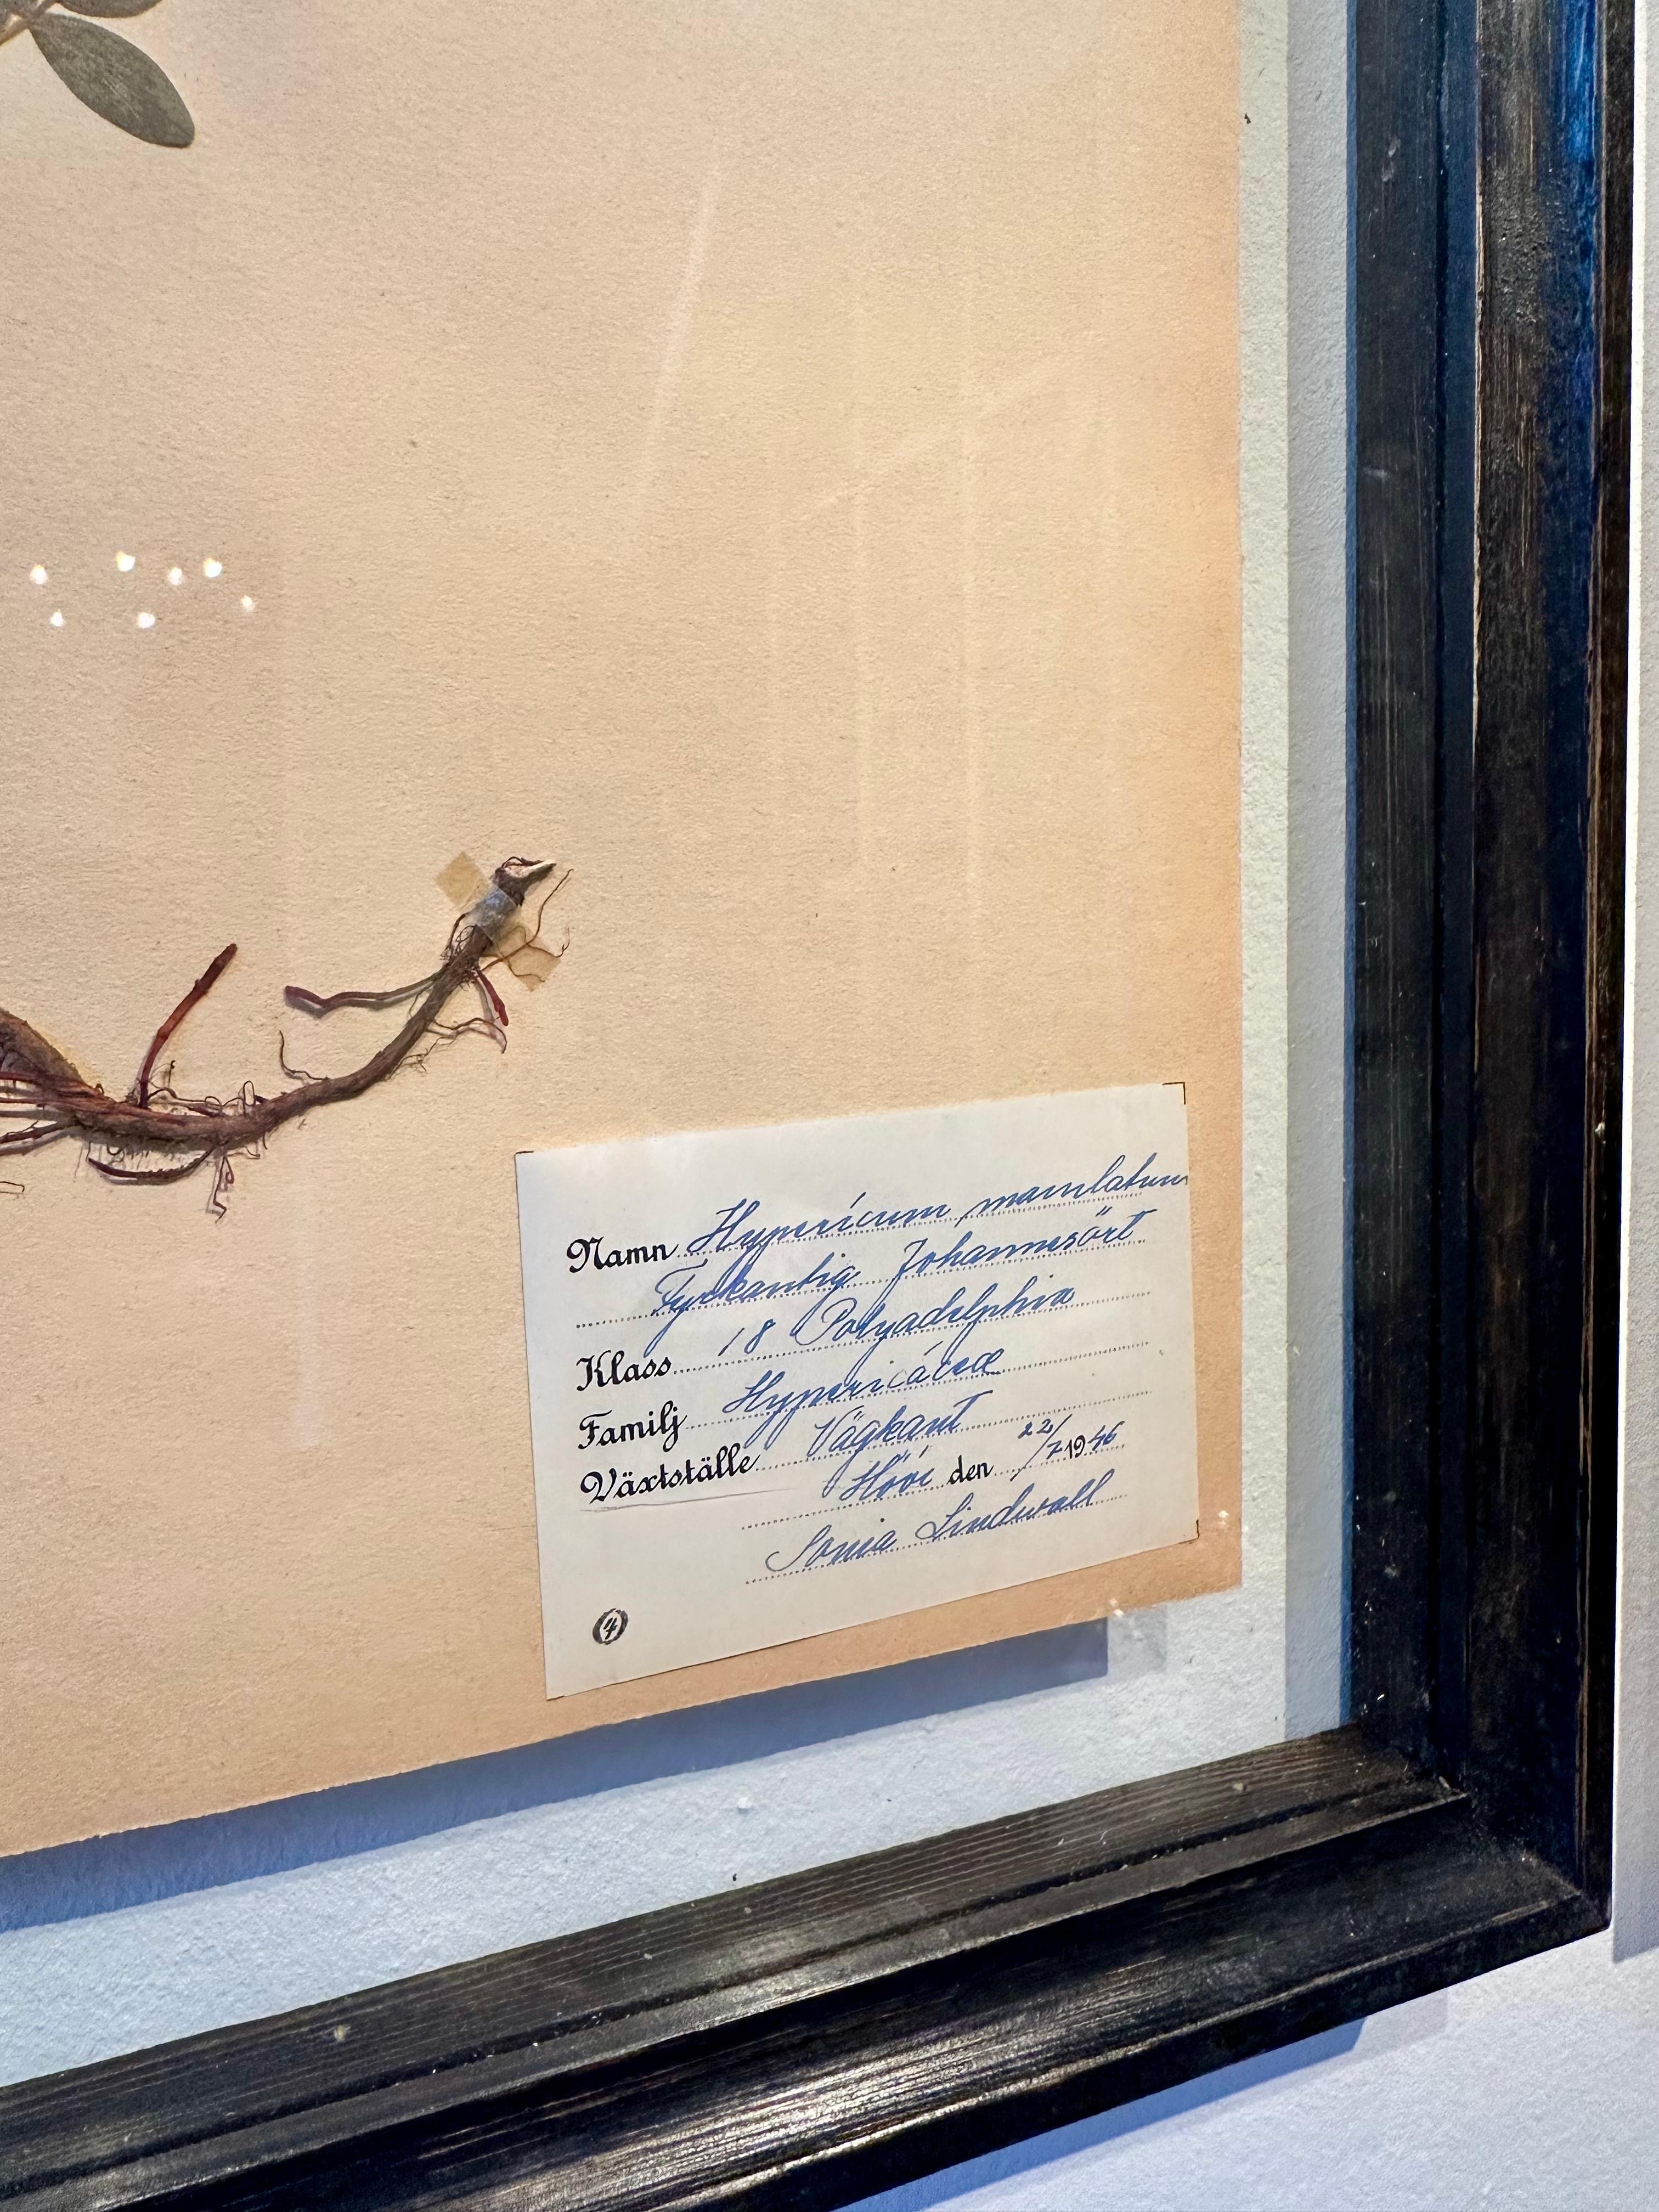 Namn Hypericum maculatum
Fyrkantig Johannesört
Klass 18 Polyadelphia
Familj Hypericáceæ
Växtställe Vägkant
Höör den 22/7 1946
Sonia Lindwall
4